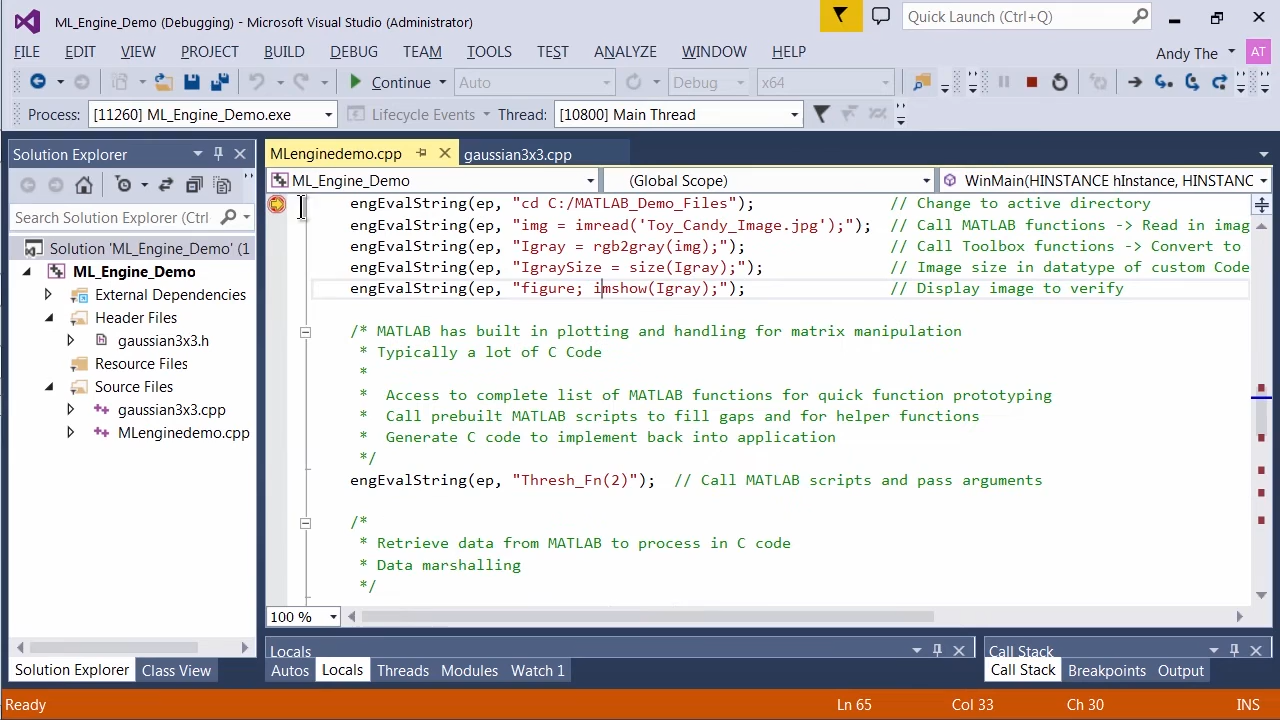 ML_Engine_Demo (Debugging) - Microsoft Visual Studio (Administrator)
Quick Launch (Ctrl+Q)
FILE EDIT VIEW PROJECT BUILD DEBUG TEAM TOOLS TEST ANALYZE WINDOW HELP
Andy The AT
Continue Auto Debug x64
Process: [11260] ML_Engine_Demo.exe Lifecycle Events Thread: [10800] Main Thread
Solution Explorer
Search Solution Explorer (Ctrl+
Solution 'ML_Engine_Demo' (1
ML_Engine_Demo
External Dependencies
Header Files
gaussian3x3.h
Resource Files
Source Files
gaussian3x3.cpp
MLenginedemo.cpp
Solution Explorer Class View
MLenginedemo.cpp gaussian3x3.cpp
ML_Engine_Demo (Global Scope) WinMain(HINSTANCE hInstance, HINSTANC
engEvalString(ep, "cd C:/MATLAB_Demo_Files"); // Change to active directory
engEvalString(ep, "img = imread('Toy_Candy_Image.jpg');"); // Call MATLAB functions -> Read in imag
engEvalString(ep, "Igray = rgb2gray(img);"); // Call Toolbox functions -> Convert to
engEvalString(ep, "IgraySize = size(Igray);"); // Image size in datatype of custom Code
engEvalString(ep, "figure; imshow(Igray);"); // Display image to verify
/* MATLAB has built in plotting and handling for matrix manipulation
* Typically a lot of C Code
*
* Access to complete list of MATLAB functions for quick function prototyping
* Call prebuilt MATLAB scripts to fill gaps and for helper functions
* Generate C code to implement back into application
*/
engEvalString(ep, "Thresh_Fn(2)"); // Call MATLAB scripts and pass arguments
/*
* Retrieve data from MATLAB to process in C code
* Data marshalling
*/
100 %
Locals
Autos Locals Threads Modules Watch 1
Call Stack
Call Stack Breakpoints Output
Ready Ln 65 Col 33 Ch 30 INS